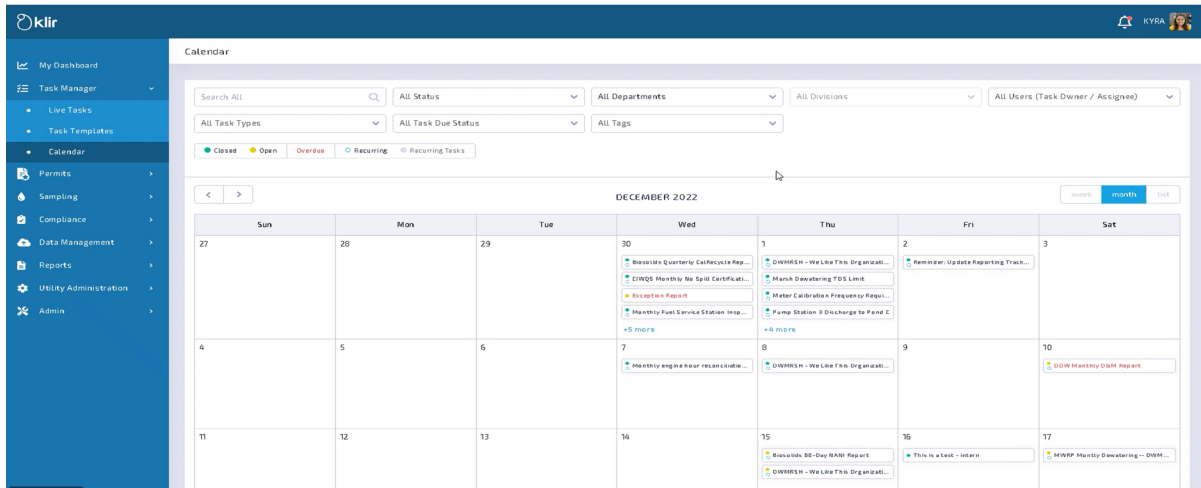 klir
KYRA
Calendar
My Dashboard
Task Manager
Live Tasks
Task Templates
Calendar
Permits
Sampling
Compliance
Data Management
Reports
Utility Administration
Admin
Search All
All Status
All Departments
All Divisions
All Users (Task Owner / Assignee)
All Task Types
All Task Due Status
All Tags
Closed Open Overdue Recurring Recurring Tasks
< > DECEMBER 2022 week month list
Sun Mon Tue Wed Thu Fri Sat
27 28 29 30 1 2 3
Biosolids Quarterly CalRecycle Rep... DWMRSH - We Like This Organizati... Reminder: Update Reporting Track...
CIWQS Monthly No Spill Certificati... Marsh Dewatering TDS Limit
Exception Report Meter Calibration Frequency Requi...
Monthly Fuel Service Station Insp... Pump Station 3 Discharge to Pond C
+5 more +4 more
4 5 6 7 8 9 10
Monthly engine hour reconciliatio... DWMRSH - We Like This Organizati... DDW Monthly D&M Report
11 12 13 14 15 16 17
Biosolids 88-Day NANI Report This is a test - intern MWRP Montly Dewatering -- DWM...
DWMRSH - We Like This Organizati...